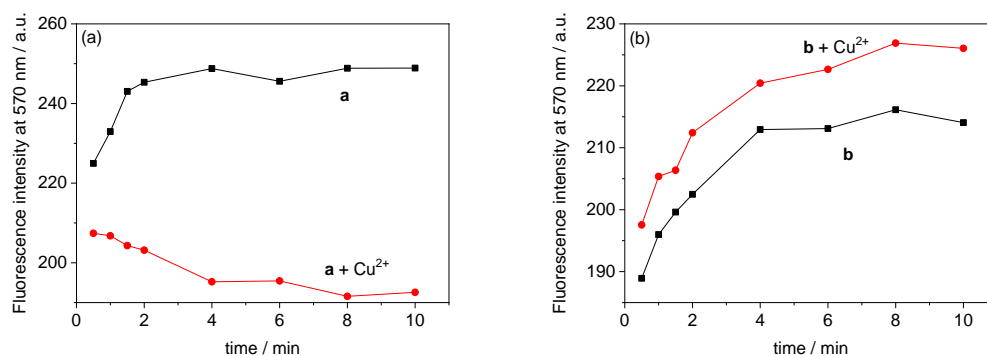 (a)
260
240
220
200
Fluorescence intensity at 570 nm / a.u.
0 2 4 6 8 10
time / min
a
a + Cu²⁺
(b)
230
220
210
200
190
Fluorescence intensity at 570 nm / a.u.
0 2 4 6 8 10
time / min
b + Cu²⁺
b